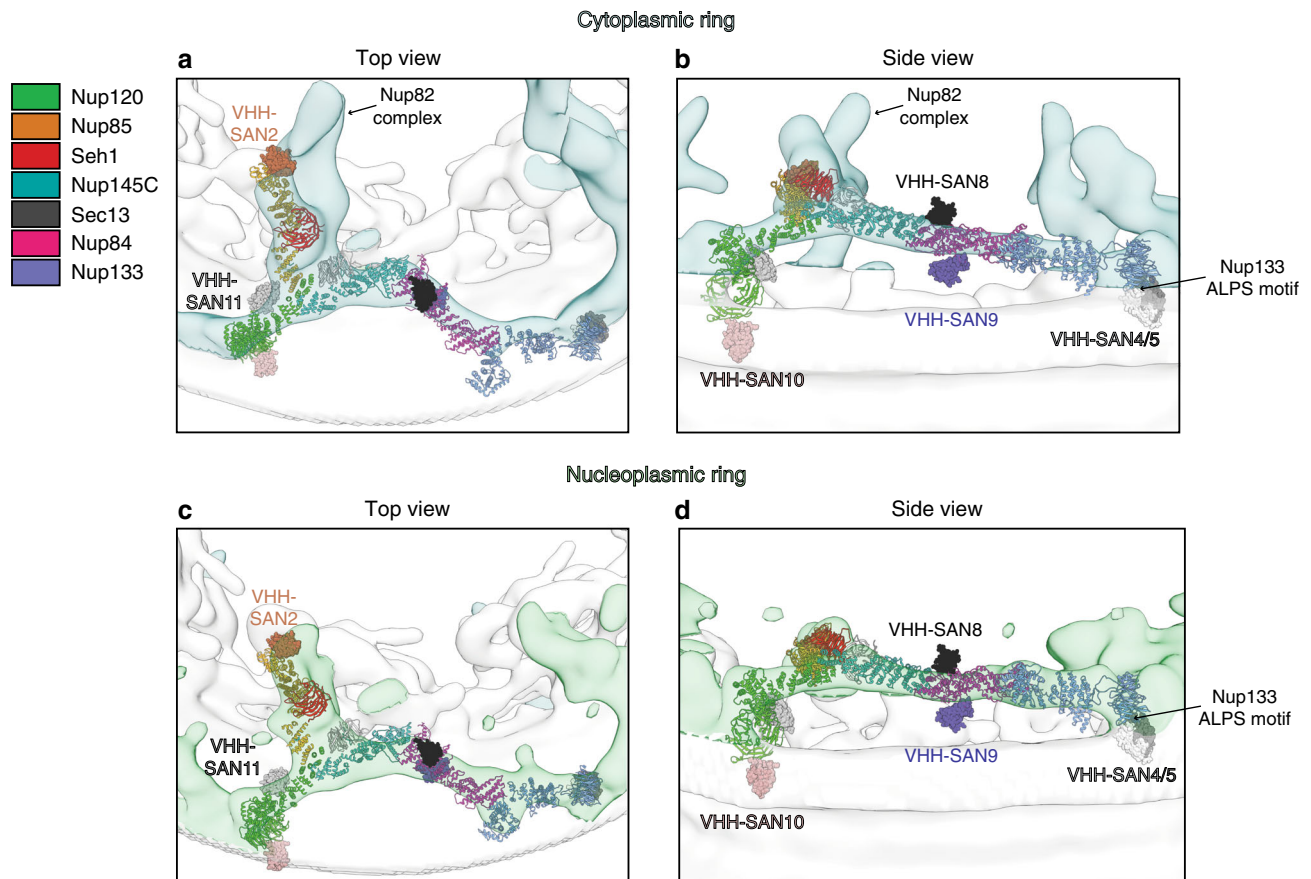 Cytoplasmic ring
a
Top view
b
Side view
Nup120
Nup85
Seh1
Nup145C
Sec13
Nup84
Nup133
VHH-
SAN2
Nup82
complex
VHH-
SAN11
Nup82
complex
VHH-SAN8
VHH-SAN9
VHH-SAN10
Nup133
ALPS motif
VHH-SAN4/5
Nucleoplasmic ring
c
Top view
d
Side view
VHH-
SAN2
VHH-
SAN11
VHH-SAN8
VHH-SAN9
VHH-SAN10
Nup133
ALPS motif
VHH-SAN4/5